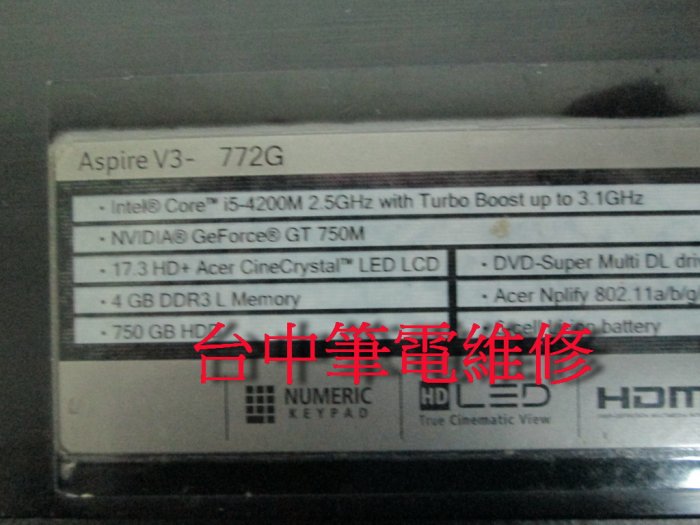 Aspire V3- 772G
• Intel® Core™ i5-4200M 2.5GHz with Turbo Boost up to 3.1GHz
• NVIDIA® GeForce® GT 750M
• 17.3 HD+ Acer CineCrystal™ LED LCD
• DVD-Super Multi DL driv
• 4 GB DDR3 L Memory
• Acer Nplify 802.11a/b/g/
• 750 GB HDD
battery
台中筆電維修
NUMERIC
KEYPAD
HD LED
True Cinematic View
HDM